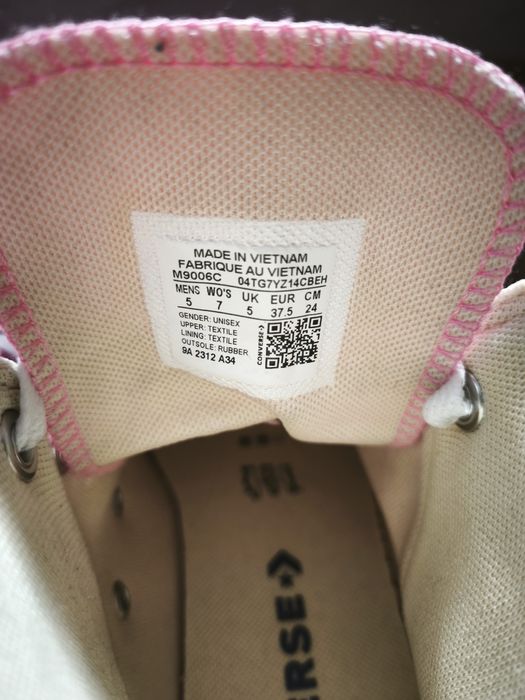 MADE IN VIETNAM
FABRIQUE AU VIETNAM
M9006C 04TG7YZ14CBEH
MENS WO'S UK EUR CM
5 7 5 37.5 24
GENDER: UNISEX
UPPER: TEXTILE
LINING: TEXTILE
OUTSOLE: RUBBER
9A 2312 A34
CONVERSE
ERSE